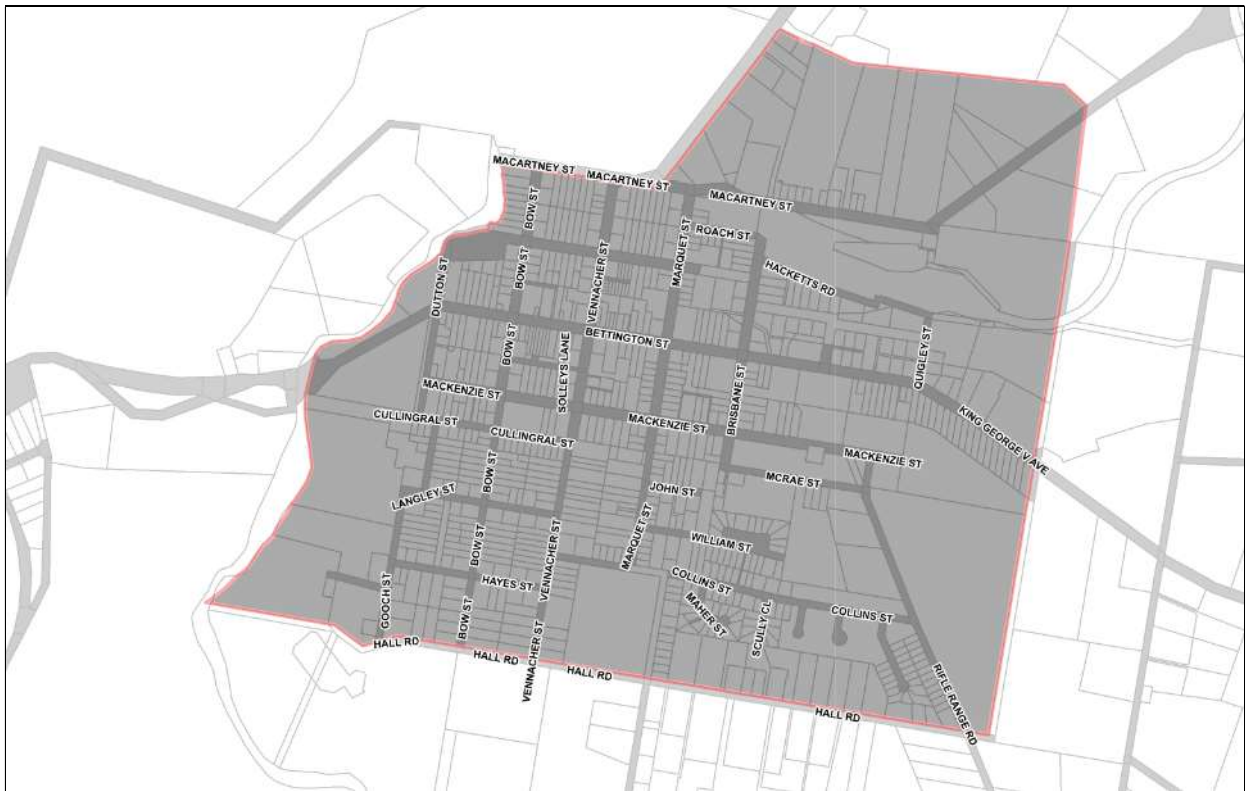 MACARTNEY ST
MACARTNEY ST
MACARTNEY ST
BOW ST
MARQUET ST
ROACH ST
VENNACHER ST
BOW ST
HACKETTS RD
DUTTON ST
BETTINGTON ST
BOW ST
QUIGLEY ST
SOLLEYS LANE
BRISBANE ST
MACKENZIE ST
CULLINGRAL ST
MACKENZIE ST
KING GEORGE V AVE
CULLINGRAL ST
MACKENZIE ST
BOW ST
MCRAE ST
LANGLEY ST
JOHN ST
MARQUET ST
WILLIAM ST
BOW ST
VENNACHER ST
HAYES ST
COLLINS ST
GOOCH ST
MAHER ST
SCULLY CL
COLLINS ST
BOW ST
HALL RD
HALL RD
VENNACHER ST
HALL RD
RIFLE RANGE RD
HALL RD